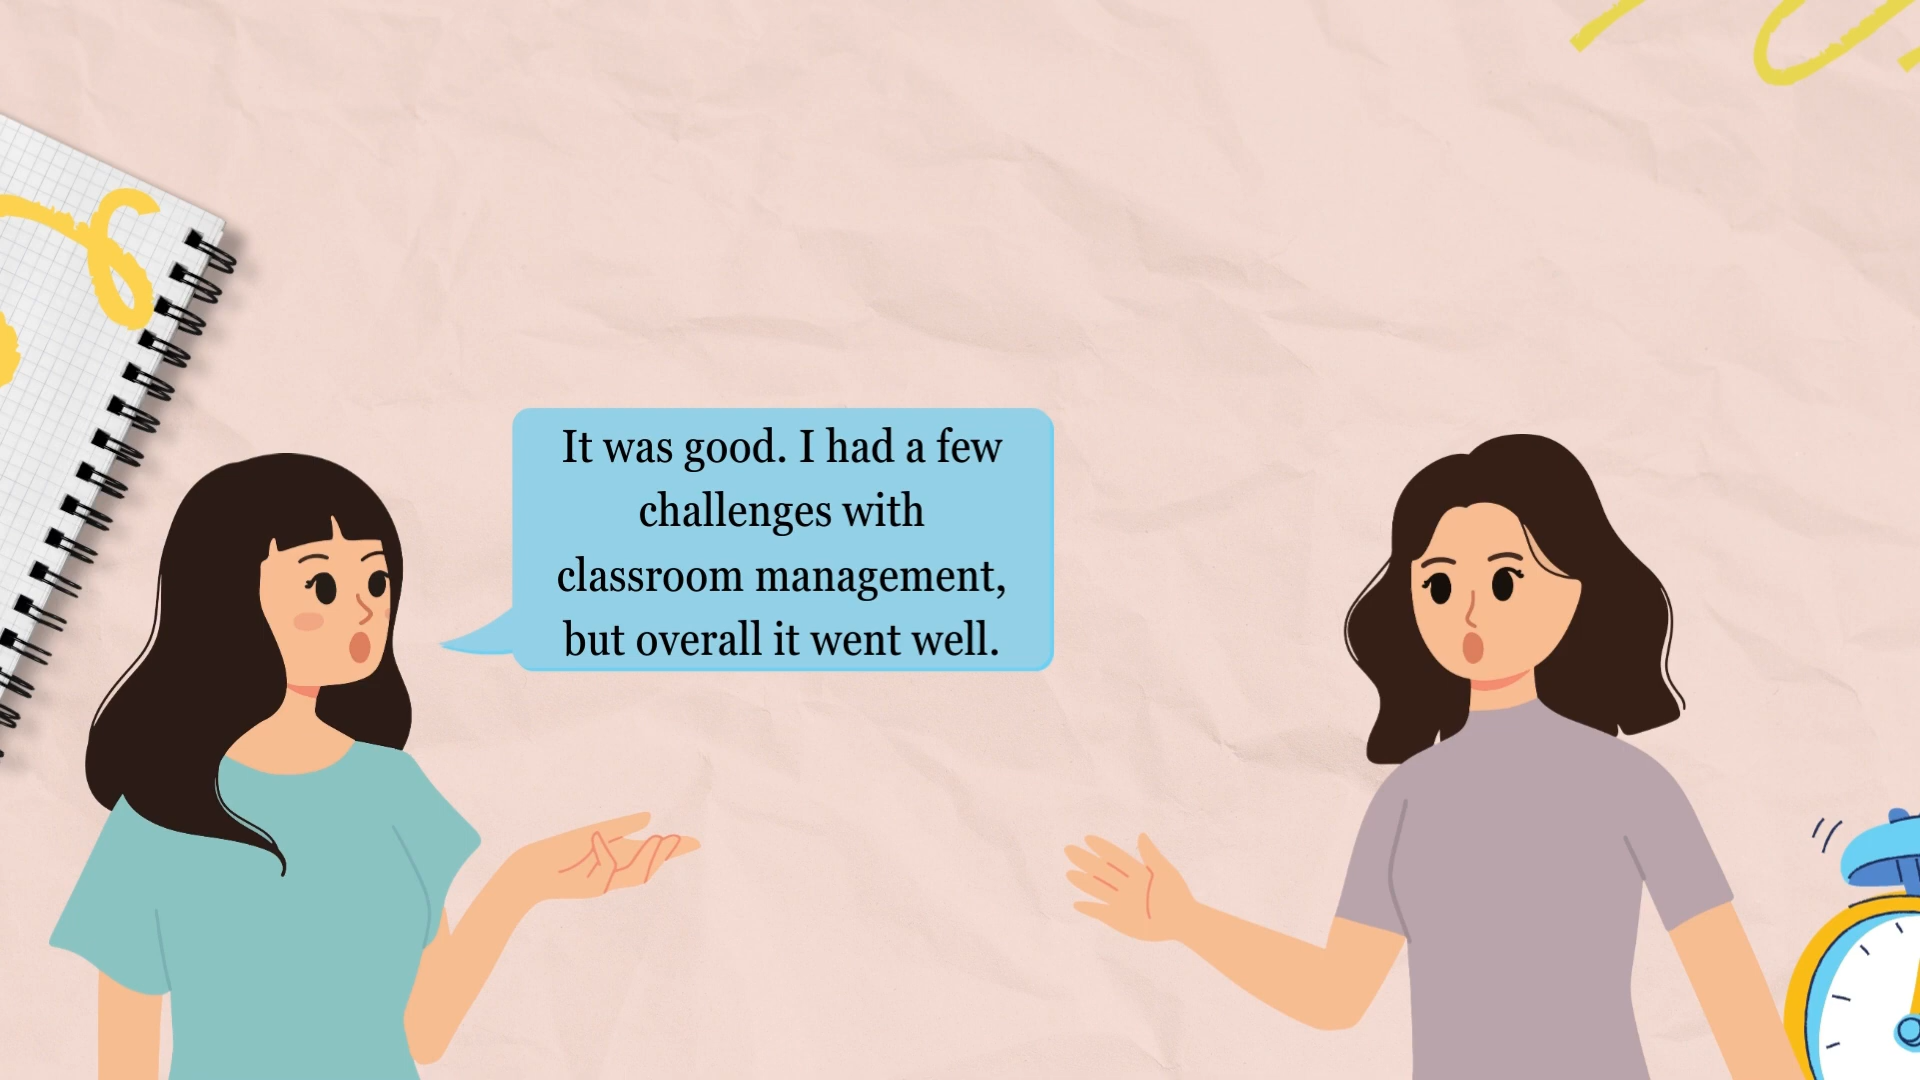 It was good. I had a few
challenges with
classroom management,
but overall it went well.